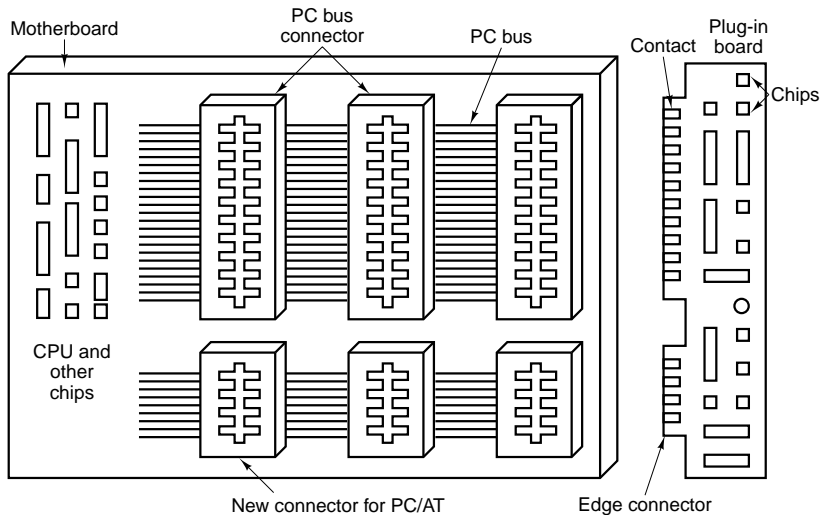 Motherboard
PC bus
connector
PC bus
Contact
Plug-in
board
Chips
CPU and
other
chips
New connector for PC/AT
Edge connector